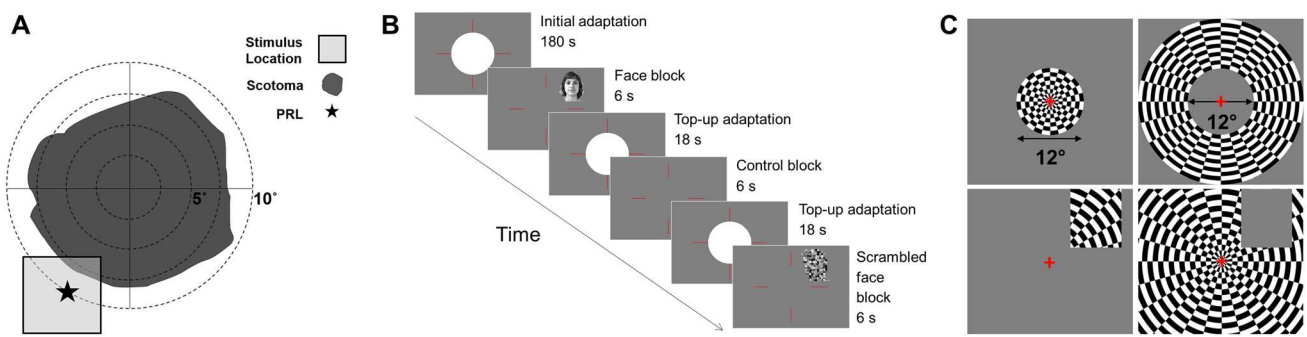 A
Stimulus
Location
Scotoma
PRL
5°
10°
B
Initial adaptation
180 s
Face block
6 s
Top-up adaptation
18 s
Control block
6 s
Top-up adaptation
18 s
Scrambled
face
block
6 s
Time
C
12°
12°